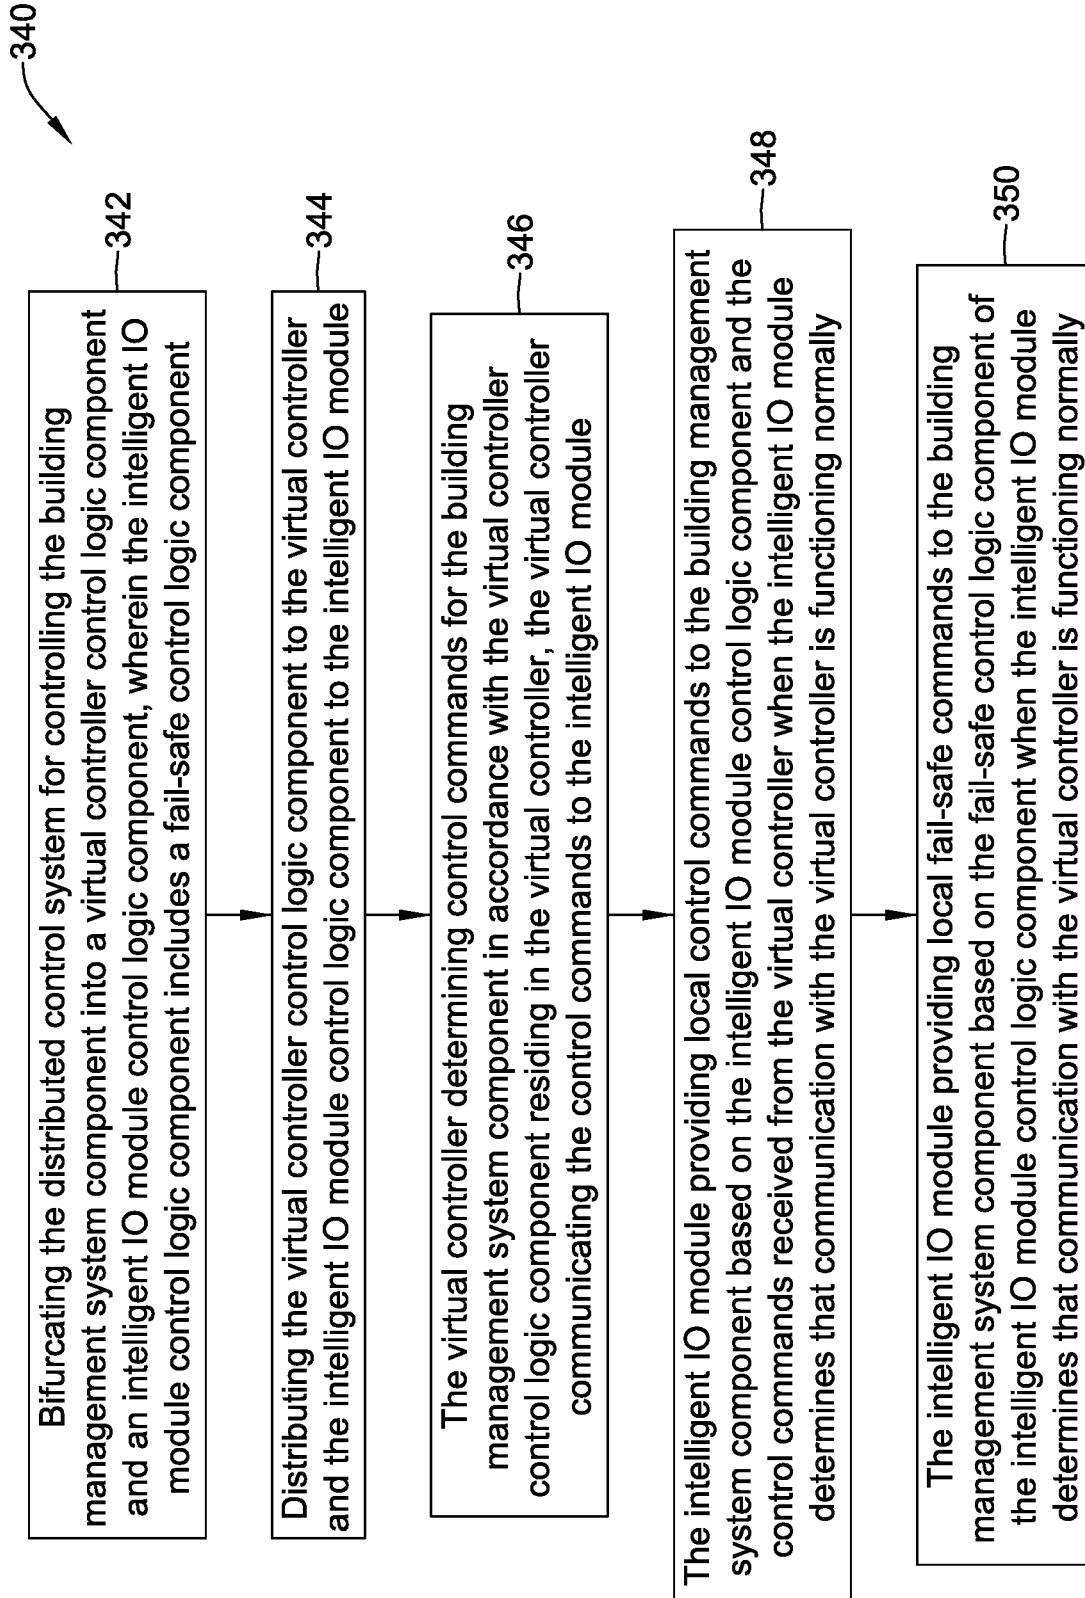 340
Bifurcating the distributed control system for controlling the building
management system component into a virtual controller control logic component
and an intelligent IO module control logic component, wherein the intelligent IO
module control logic component includes a fail-safe control logic component
342
Distributing the virtual controller control logic component to the virtual controller
and the intelligent IO module control logic component to the intelligent IO module
344
The virtual controller determining control commands for the building
management system component in accordance with the virtual controller
control logic component residing in the virtual controller, the virtual controller
communicating the control commands to the intelligent IO module
346
The intelligent IO module providing local control commands to the building management
system component based on the intelligent IO module control logic component and the
control commands received from the virtual controller when the intelligent IO module
determines that communication with the virtual controller is functioning normally
348
The intelligent IO module providing local fail-safe commands to the building
management system component based on the fail-safe control logic component of
the intelligent IO module control logic component when the intelligent IO module
determines that communication with the virtual controller is functioning normally
350